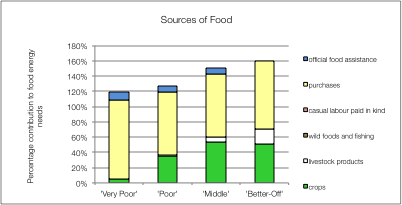 Sources of Food
Percentage contribution to food energy
needs
180%
160%
140%
120%
100%
80%
60%
40%
20%
0%
'Very Poor'
'Poor'
'Middle'
'Better-Off'
official food assistance
purchases
casual labour paid in kind
wild foods and fishing
livestock products
crops